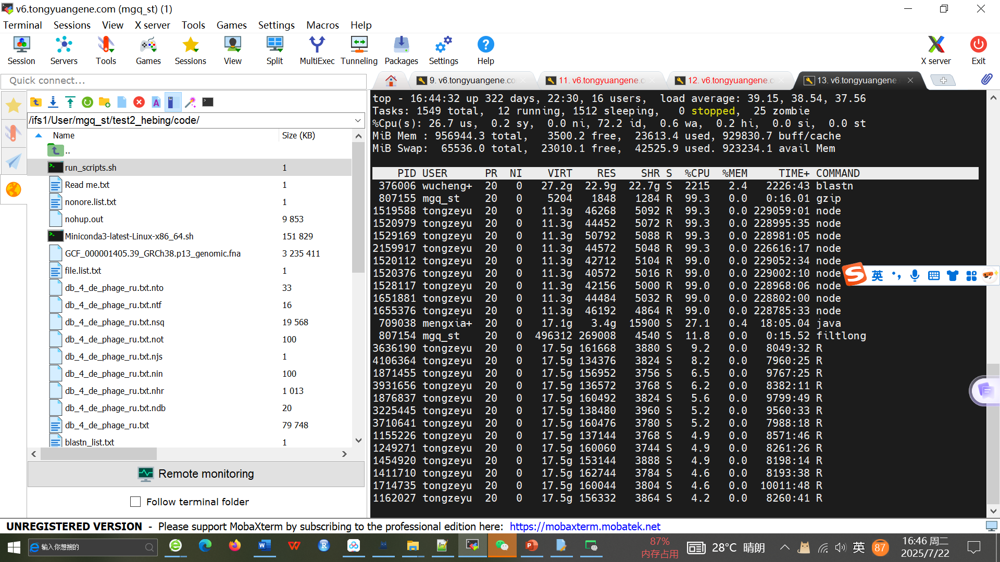 v6.tongyuangene.com (mgq_st) (1)
Terminal Sessions View X server Tools Games Settings Macros Help
Session Servers Tools Games Sessions View Split MultiExec Tunneling Packages Settings Help X server Exit
Quick connect...
9. v6.tongyuangene.co
11. v6.tongyuangene.c
12. v6.tongyuangene.c
13. v6.tongyuangene.
/ifs1/User/mgq_st/test2_hebing/code/
Name Size (KB)
..
run_scripts.sh 1
Read me.txt 1
nonore.list.txt 1
nohup.out 9 853
Miniconda3-latest-Linux-x86_64.sh 151 829
GCF_000001405.39_GRCh38.p13_genomic.fna 3 235 411
file.list.txt 1
db_4_de_phage_ru.txt.nto 33
db_4_de_phage_ru.txt.ntf 16
db_4_de_phage_ru.txt.nsq 19 568
db_4_de_phage_ru.txt.not 100
db_4_de_phage_ru.txt.njs 1
db_4_de_phage_ru.txt.nin 100
db_4_de_phage_ru.txt.nhr 1 013
db_4_de_phage_ru.txt.ndb 20
db_4_de_phage_ru.txt 79 748
blastn_list.txt 1
Remote monitoring
Follow terminal folder
top - 16:44:32 up 322 days, 22:30, 16 users, load average: 39.15, 38.54, 37.56
Tasks: 1549 total, 12 running, 1512 sleeping, 0 stopped, 25 zombie
%Cpu(s): 26.7 us, 0.2 sy, 0.0 ni, 72.2 id, 0.6 wa, 0.2 hi, 0.0 si, 0.0 st
MiB Mem : 956944.3 total, 3500.2 free, 23613.4 used, 929830.7 buff/cache
MiB Swap: 65536.0 total, 23010.1 free, 42525.9 used. 923234.1 avail Mem
PID USER PR NI VIRT RES SHR S %CPU %MEM TIME+ COMMAND
376006 wucheng+ 20 0 27.2g 22.9g 22.7g S 2215 2.4 2226:43 blastn
807155 mgq_st 20 0 5204 1848 1284 R 99.3 0.0 0:16.01 gzip
1519588 tongzeyu 20 0 11.3g 46268 5092 R 99.3 0.0 229059:01 node
1520979 tongzeyu 20 0 11.3g 44452 5072 R 99.3 0.0 228995:35 node
1529169 tongzeyu 20 0 11.3g 50792 5088 R 99.3 0.0 228981:05 node
2159917 tongzeyu 20 0 11.3g 44572 5048 R 99.3 0.0 226616:17 node
1520112 tongzeyu 20 0 11.3g 42712 5104 R 99.0 0.0 229052:34 node
1520376 tongzeyu 20 0 11.3g 40572 5016 R 99.0 0.0 229002:10 node
1528117 tongzeyu 20 0 11.3g 42156 5000 R 99.0 0.0 228968:06 node
1651881 tongzeyu 20 0 11.3g 44484 5032 R 99.0 0.0 228802:00 node
1655376 tongzeyu 20 0 11.3g 46192 4864 R 99.0 0.0 228785:33 node
709038 mengxia+ 20 0 17.1g 3.4g 15900 S 27.1 0.4 18:05.04 java
807154 mgq_st 20 0 496312 269008 4540 S 11.8 0.0 0:15.52 filtlong
3636190 tongzeyu 20 0 17.5g 161668 3880 S 9.2 0.0 8049:32 R
4106364 tongzeyu 20 0 17.5g 134376 3824 S 8.2 0.0 7960:25 R
1871455 tongzeyu 20 0 17.5g 156952 3756 S 6.5 0.0 9767:25 R
3931656 tongzeyu 20 0 17.5g 136572 3768 S 6.2 0.0 8382:11 R
1876837 tongzeyu 20 0 17.5g 160492 3824 S 5.6 0.0 9799:49 R
3225445 tongzeyu 20 0 17.5g 138480 3960 S 5.2 0.0 9560:33 R
3710641 tongzeyu 20 0 17.5g 160476 3780 S 5.2 0.0 7988:18 R
1155226 tongzeyu 20 0 17.5g 137144 3768 S 4.9 0.0 8571:46 R
1249271 tongzeyu 20 0 17.5g 160060 3744 S 4.9 0.0 8261:26 R
1454920 tongzeyu 20 0 17.5g 153144 3888 S 4.9 0.0 8198:14 R
1411710 tongzeyu 20 0 17.5g 162744 3784 S 4.6 0.0 8193:38 R
1714735 tongzeyu 20 0 17.5g 160044 3804 S 4.6 0.0 10011:48 R
1162027 tongzeyu 20 0 17.5g 156332 3864 S 4.2 0.0 8260:41 R
英
UNREGISTERED VERSION - Please support MobaXterm by subscribing to the professional edition here: https://mobaxterm.mobatek.net
输入你想搜的
87%
内存占用
28°C 晴朗
英
87
16:46 周二
2025/7/22